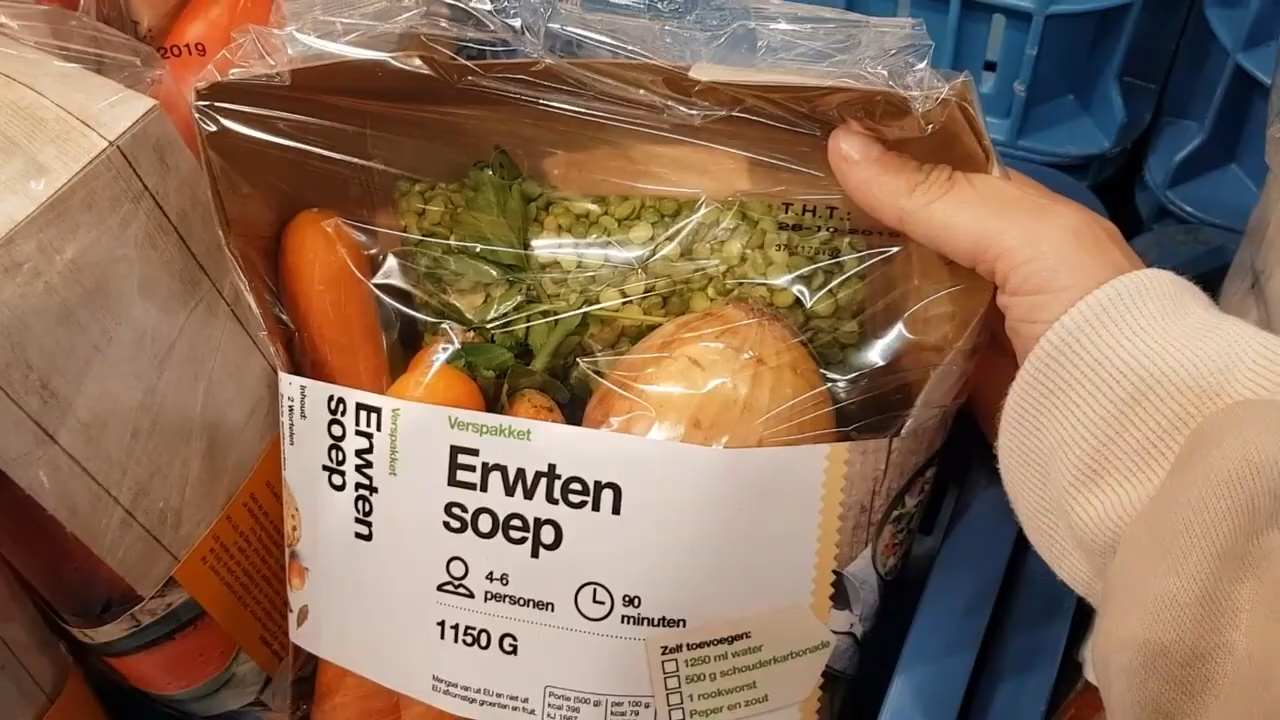 2019
T.H.T.:
28-10-2019
Inhoud:
2 Wortelen
Verspakket
Erwten
soep
Verspakket
Erwten
soep
4-6
personen
90
minuten
1150 G
Zelf toevoegen:
1250 ml water
500 g schouderkarbonade
1 rookworst
Peper en zout
Mengsel van uit EU en niet uit
EU afkomstige groenten en fruit.
Portie (500 g):
kcal 396
kJ 1667
per 100 g:
kcal 79